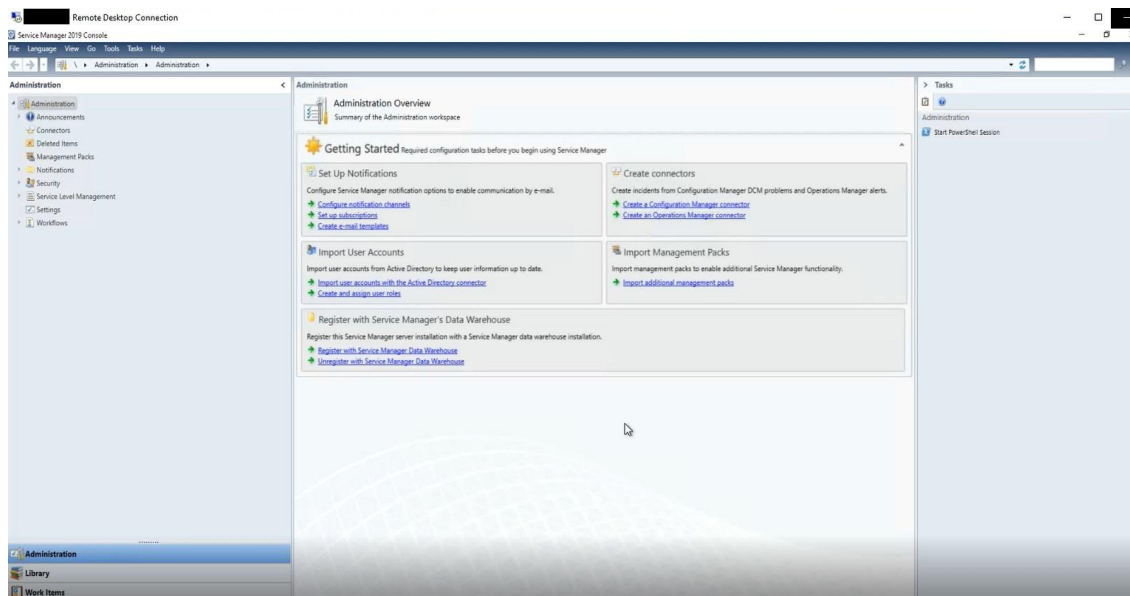 Remote Desktop Connection
Service Manager 2019 Console
File Language View Go Tools Tasks Help
\ Administration Administration
Administration
Administration
Announcements
Connectors
Deleted Items
Management Packs
Notifications
Security
Service Level Management
Settings
Workflows
Administration
Library
Work Items
Administration
Administration Overview
Summary of the Administration workspace
Getting Started Required configuration tasks before you begin using Service Manager
Set Up Notifications
Configure Service Manager notification options to enable communication by e-mail.
Configure notification channels
Set up subscriptions
Create e-mail templates
Create connectors
Create incidents from Configuration Manager DCM problems and Operations Manager alerts.
Create a Configuration Manager connector
Create an Operations Manager connector
Import User Accounts
Import user accounts from Active Directory to keep user information up to date.
Import user accounts with the Active Directory connector
Create and assign user roles
Import Management Packs
Import management packs to enable additional Service Manager functionality.
Import additional management packs
Register with Service Manager's Data Warehouse
Register this Service Manager server installation with a Service Manager data warehouse installation.
Register with Service Manager Data Warehouse
Unregister with Service Manager Data Warehouse
Tasks
Administration
Start PowerShell Session